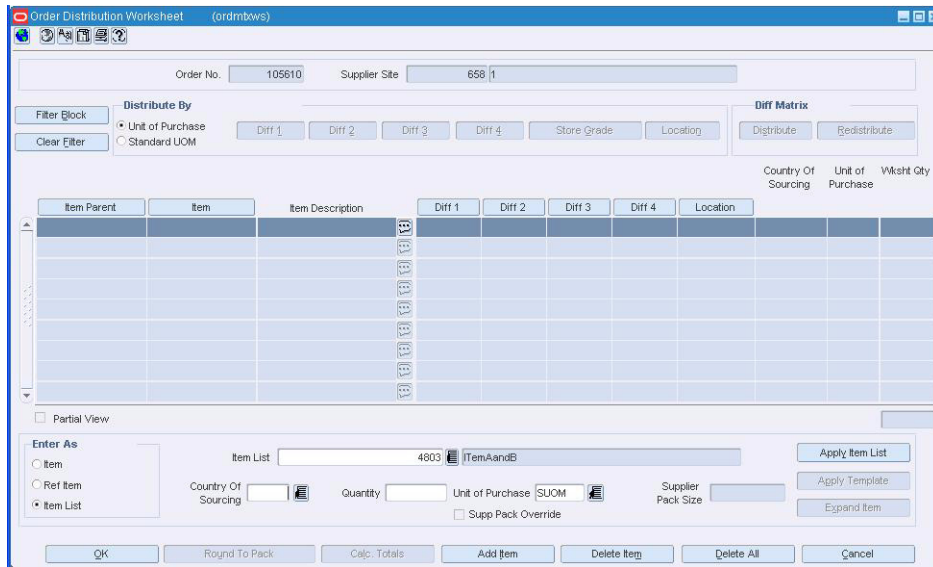 Order Distribution Worksheet (ordmtxws)
Order No. 105610 Supplier Site 658 1
Filter Block
Clear Filter
Distribute By
Unit of Purchase
Standard UOM
Diff 1 Diff 2 Diff 3 Diff 4 Store Grade Location
Diff Matrix
Distribute Redistribute
Country Of Sourcing Unit of Purchase Wksht Qty
Item Parent Item Item Description Diff 1 Diff 2 Diff 3 Diff 4 Location
Partial View
Enter As
Item
Ref Item
Item List
Item List 4803 ITemAandB
Country Of Sourcing Quantity Unit of Purchase SUOM Supplier Pack Size
Supp Pack Override
Apply Item List
Apply Template
Expand Item
OK Round To Pack Calc. Totals Add Item Delete Item Delete All Cancel